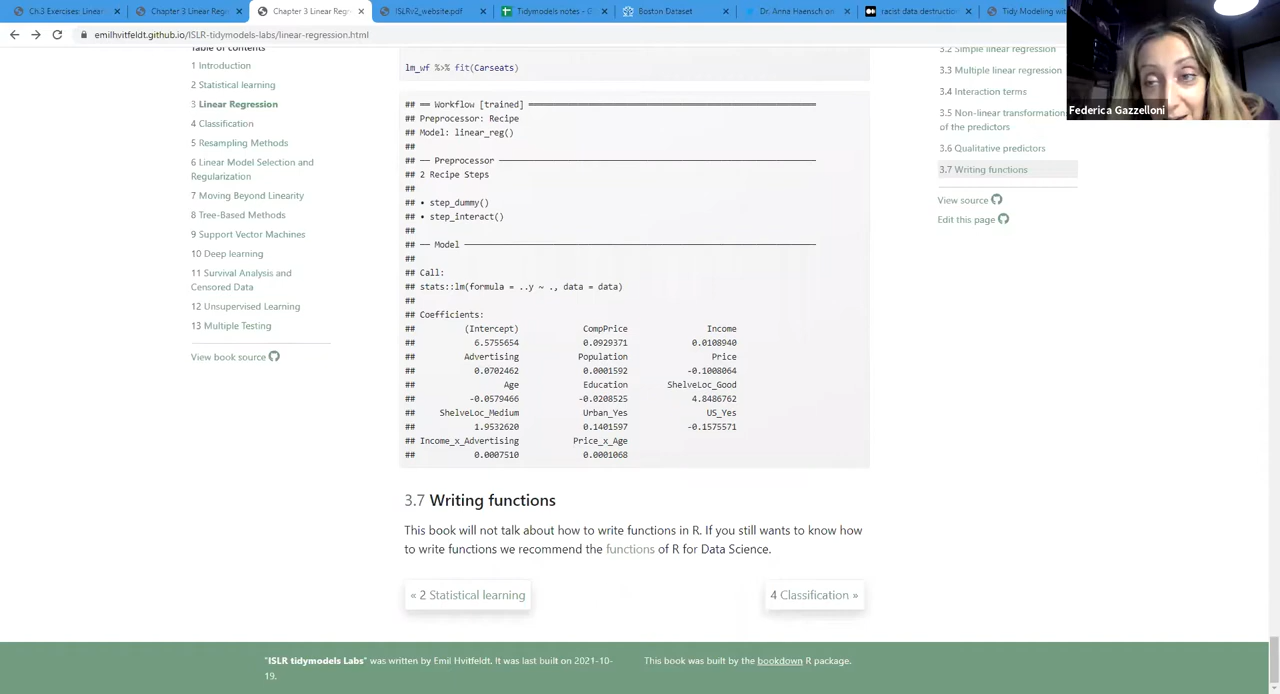 Ch.3 Exercises: Linear
Chapter 3 Linear Regr
Chapter 3 Linear Regr
ISLRv2_website.pdf
Tidymodels notes - G
Boston Dataset
Dr. Anna Haensch on
racist data destruction
Tidy Modeling with
emilhvitfeldt.github.io/ISLR-tidymodels-labs/linear-regression.html
Table of contents
1 Introduction
2 Statistical learning
3 Linear Regression
4 Classification
5 Resampling Methods
6 Linear Model Selection and
Regularization
7 Moving Beyond Linearity
8 Tree-Based Methods
9 Support Vector Machines
10 Deep learning
11 Survival Analysis and
Censored Data
12 Unsupervised Learning
13 Multiple Testing
View book source
lm_wf %>% fit(Carseats)
## ══ Workflow [trained] ══════════════════════════════════════════════
## Preprocessor: Recipe
## Model: linear_reg()
##
## ── Preprocessor ────────────────────────────────────────────────────
## 2 Recipe Steps
##
## • step_dummy()
## • step_interact()
##
## ── Model ───────────────────────────────────────────────────────────
##
## Call:
## stats::lm(formula = ..y ~ ., data = data)
##
## Coefficients:
## (Intercept) CompPrice Income
## 6.5755654 0.0929371 0.0108940
## Advertising Population Price
## 0.0702462 0.0001592 -0.1008064
## Age Education ShelveLoc_Good
## -0.0579466 -0.0208525 4.8486762
## ShelveLoc_Medium Urban_Yes US_Yes
## 1.9532620 0.1401597 -0.1575571
## Income_x_Advertising Price_x_Age
## 0.0007510 0.0001068
3.7 Writing functions
This book will not talk about how to write functions in R. If you still wants to know how
to write functions we recommend the functions of R for Data Science.
« 2 Statistical learning
4 Classification »
3.2 Simple linear regression
3.3 Multiple linear regression
3.4 Interaction terms
3.5 Non-linear transformation
of the predictors
3.6 Qualitative predictors
3.7 Writing functions
View source
Edit this page
Federica Gazzelloni
"ISLR tidymodels Labs" was written by Emil Hvitfeldt. It was last built on 2021-10-
19.
This book was built by the bookdown R package.